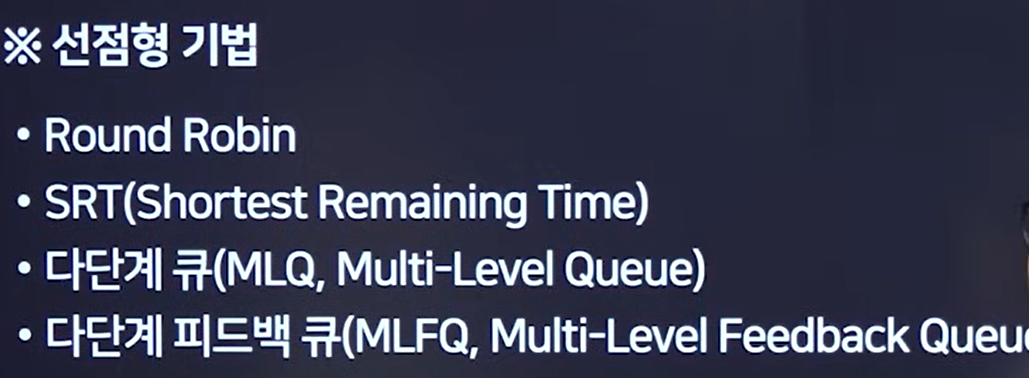 ※ 선점형 기법
• Round Robin
• SRT(Shortest Remaining Time)
• 다단계 큐(MLQ, Multi-Level Queue)
• 다단계 피드백 큐(MLFQ, Multi-Level Feedback